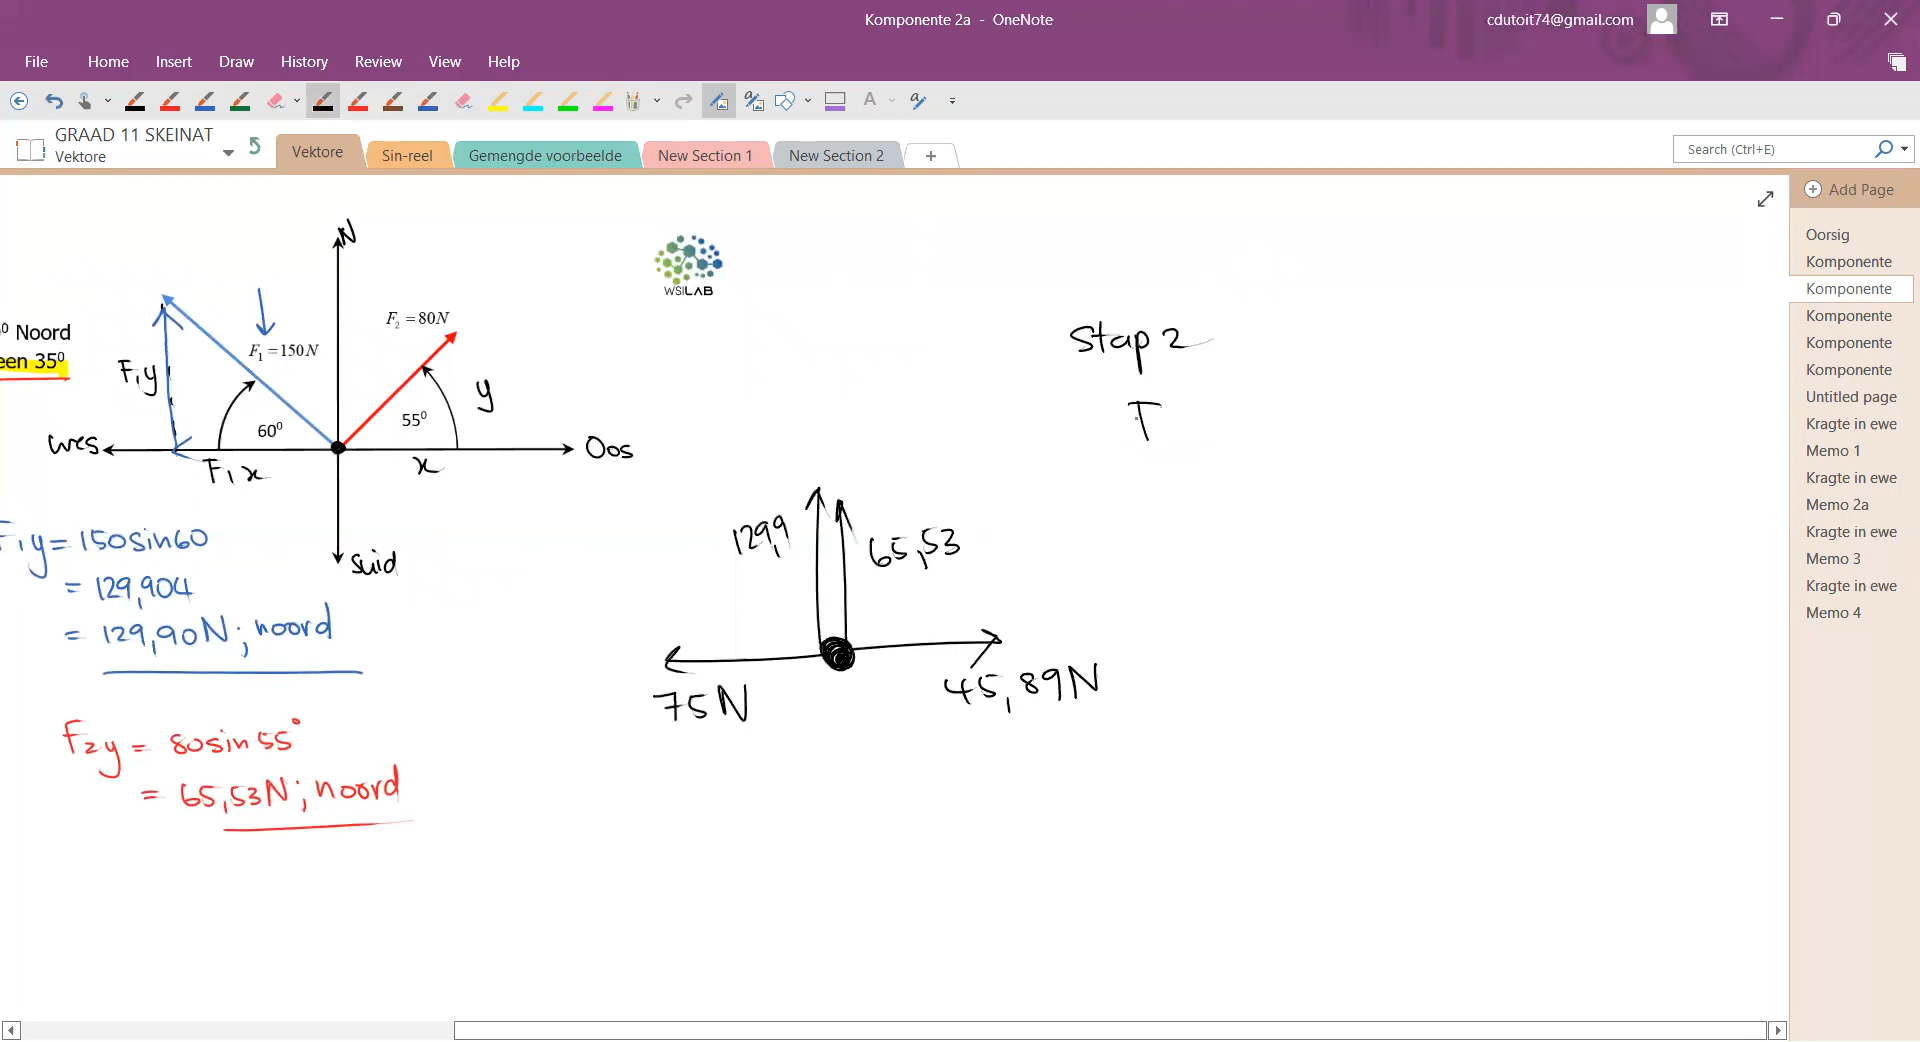 Komponente 2a - OneNote
cdutoit74@gmail.com
File Home Insert Draw History Review View Help
GRAAD 11 SKEINAT
Vektore
Vektore
Sin-reel
Gemengde voorbeelde
New Section 1
New Section 2
+
Search (Ctrl+E)
Add Page
Oorsig
Komponente
Komponente
Komponente
Komponente
Komponente
Untitled page
Kragte in ewe
Memo 1
Kragte in ewe
Memo 2a
Kragte in ewe
Memo 3
Kragte in ewe
Memo 4
N
⁰ Noord
een 35⁰
F₁y
F₁ = 150N
F₂ = 80N
y
60⁰
55⁰
Wes
Oos
F₁x
x
Suid
F₁y = 150sin60
= 129,904
= 129,90N; noord
F₂y = 80sin55°
= 65,53N; noord
WSILAB
Stap 2
T
129,9
65,53
75N
45,89N